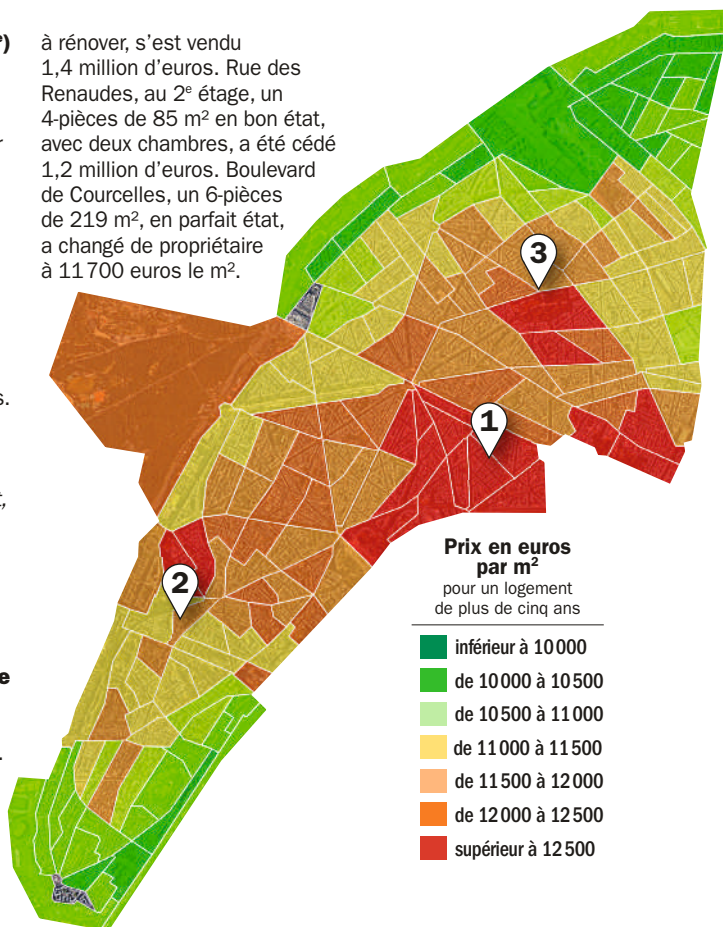 e)
r
s.
t,
e
.
à rénover, s’est vendu
1,4 million d’euros. Rue des
Renaudes, au 2e étage, un
4-pièces de 85 m², en bon état,
avec deux chambres, a été cédé
1,2 million d’euros. Boulevard
de Courcelles, un 6-pièces
de 219 m², en parfait état,
a changé de propriétaire
à 11 700 euros le m².
3
1
2
Prix en euros
par m²
pour un logement
de plus de cinq ans
inférieur à 10 000
de 10 000 à 10 500
de 10 500 à 11 000
de 11 000 à 11 500
de 11 500 à 12 000
de 12 000 à 12 500
supérieur à 12 500